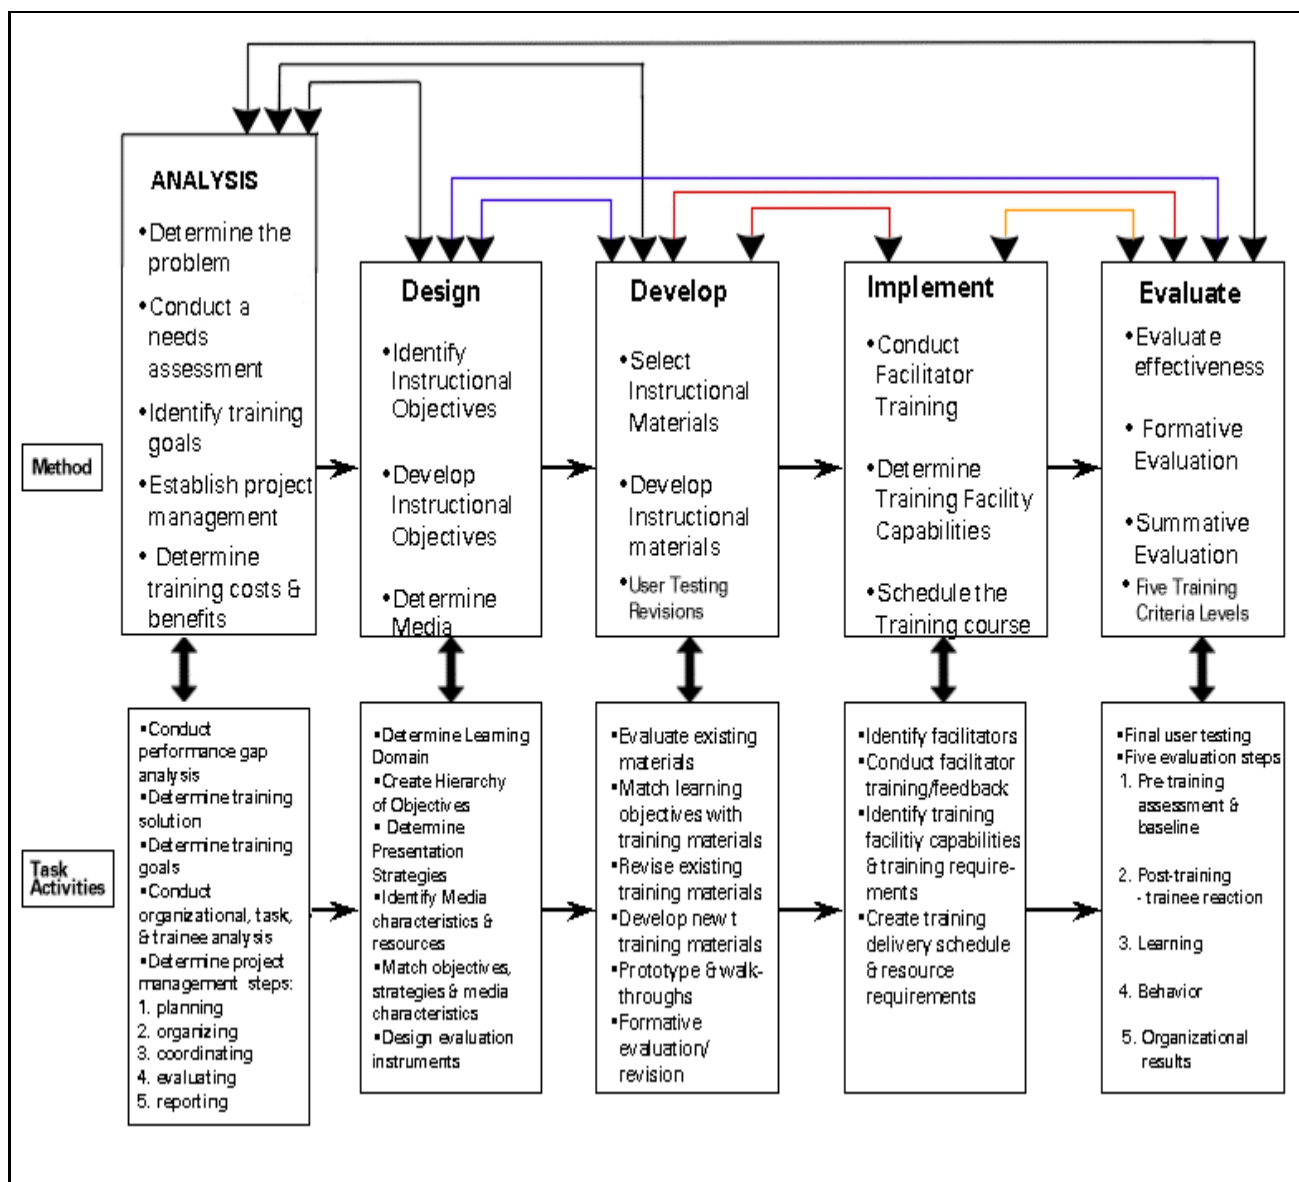 ANALYSIS
•Determine the
problem
•Conduct a
needs
assessment
•Identify training
goals
•Establish project
management
• Determine
training costs &
benefits
Design
•Identify
Instructional
Objectives
•Develop
Instructional
Objectives
•Determine
Media
Develop
•Select
Instructional
Materials
•Develop
Instructional
materials
•User Testing
Revisions
Implement
•Conduct
Facilitator
Training
•Determine
Training Facility
Capabilities
•Schedule the
Training course
Evaluate
•Evaluate
effectiveness
• Formative
Evaluation
•Summative
Evaluation
• Five Training
Criteria Levels
Method
Task
Activities
▪Conduct
performance gap
analysis
▪Determine training
solution
▪Determine training
goals
▪Conduct
organizational, task,
& trainee analysis
▪Determine project
management steps:
1. planning
2. organizing
3. coordinating
4. evaluating
5. reporting
▪Determine Learning
Domain
▪Create Hierarchy
of Objectives
▪ Determine
Presentation
Strategies
▪Identify Media
characteristics &
resources
▪Match objectives,
strategies & media
characteristics
▪Design evaluation
instruments
▪Evaluate existing
materials
▪Match learning
objectives with
training materials
▪Revise existing
training materials
▪Develop new t
training materials
▪Prototype & walk-
throughs
▪Formative
evaluation/
revision
▪Identify facilitators
▪Conduct facilitator
training/feedback
▪Identify training
facilitiy capabilities
& training require-
ments
▪Create training
delivery schedule
& resource
requirements
▪Final user testing
▪Five evaluation steps
1. Pre training
assessment &
baseline
2. Post-training
- trainee reaction
3. Learning
4. Behavior
5. Organizational
results